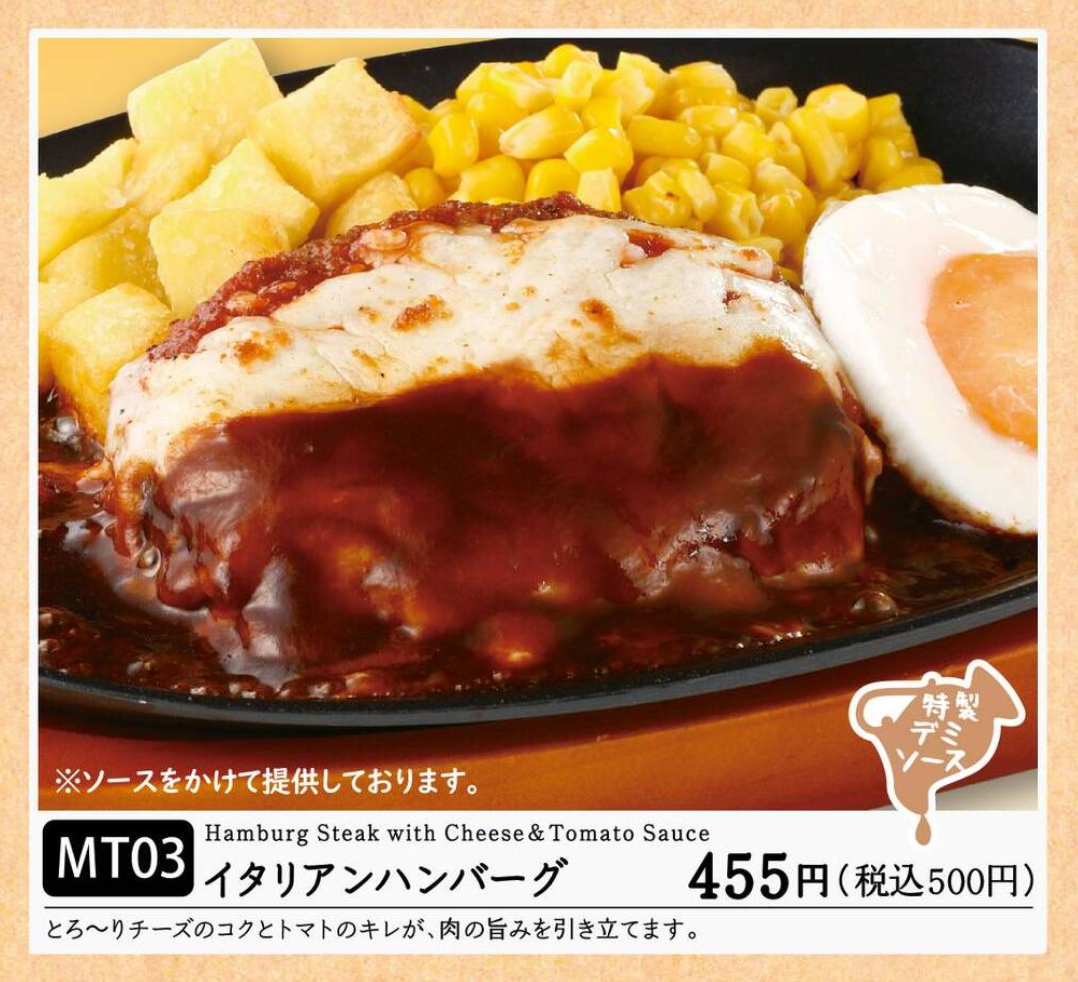 特製
デミ
ソース
※ソースをかけて提供しております。
MT03
Hamburg Steak with Cheese&Tomato Sauce
イタリアンハンバーグ
455円(税込500円)
とろ〜りチーズのコクとトマトのキレが、肉の旨みを引き立てます。